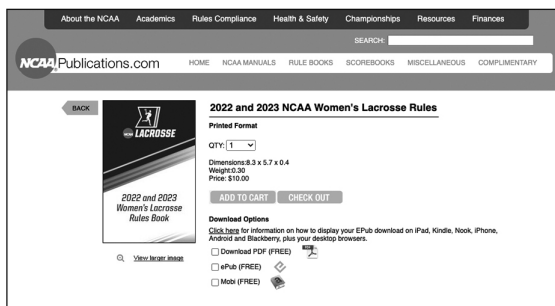 About the NCAA Academics Rules Compliance Health & Safety Championships Resources Finances
SEARCH:
NCAA Publications.com
HOME NCAA MANUALS RULE BOOKS SCOREBOOKS MISCELLANEOUS COMPLIMENTARY
BACK
NCAA LACROSSE
2022 and 2023
Women's Lacrosse
Rules Book
View larger image
2022 and 2023 NCAA Women's Lacrosse Rules
Printed Format
QTY: 1
Dimensions:8.3 x 5.7 x 0.4
Weight:0.30
Price: $10.00
ADD TO CART CHECK OUT
Download Options
Click here for information on how to display your EPub download on iPad, Kindle, Nook, iPhone,
Android and Blackberry, plus your desktop browsers.
Download PDF (FREE)
ePub (FREE)
Mobi (FREE)